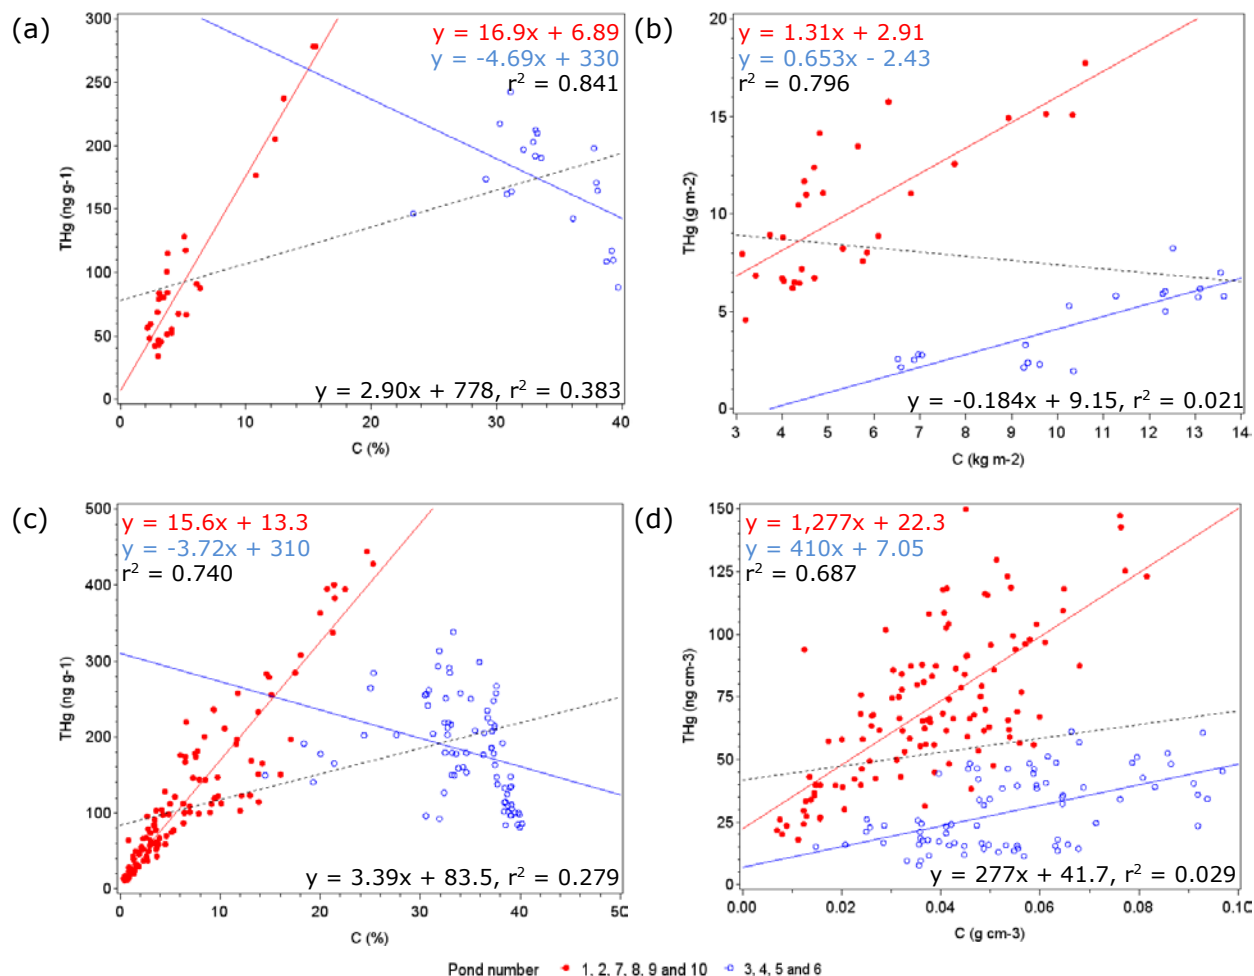 (a)
300
250
200
150
100
50
0
THg (ng g-1)
y = 16.9x + 6.89
y = -4.69x + 330
r² = 0.841
y = 2.90x + 778, r² = 0.383
0 10 20 30 40
C (%)
(b)
20
15
10
5
0
THg (g m-2)
y = 1.31x + 2.91
y = 0.653x - 2.43
r² = 0.796
y = -0.184x + 9.15, r² = 0.021
3 4 5 6 7 8 9 10 11 12 13 14
C (kg m-2)
(c)
500
400
300
200
100
0
THg (ng g-1)
y = 15.6x + 13.3
y = -3.72x + 310
r² = 0.740
y = 3.39x + 83.5, r² = 0.279
0 10 20 30 40 50
C (%)
(d)
150
125
100
75
50
25
0
THg (ng cm-3)
y = 1,277x + 22.3
y = 410x + 7.05
r² = 0.687
y = 277x + 41.7, r² = 0.029
0.00 0.02 0.04 0.06 0.08 0.10
C (g cm-3)
Pond number 1, 2, 7, 8, 9 and 10 3, 4, 5 and 6